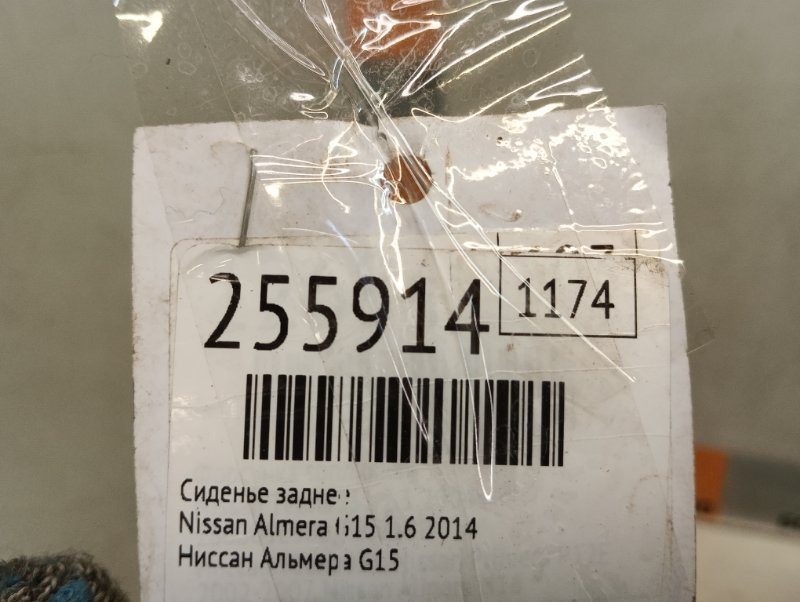 255914
1174
Сиденье заднее
Nissan Almera G15 1.6 2014
Ниссан Альмера G15